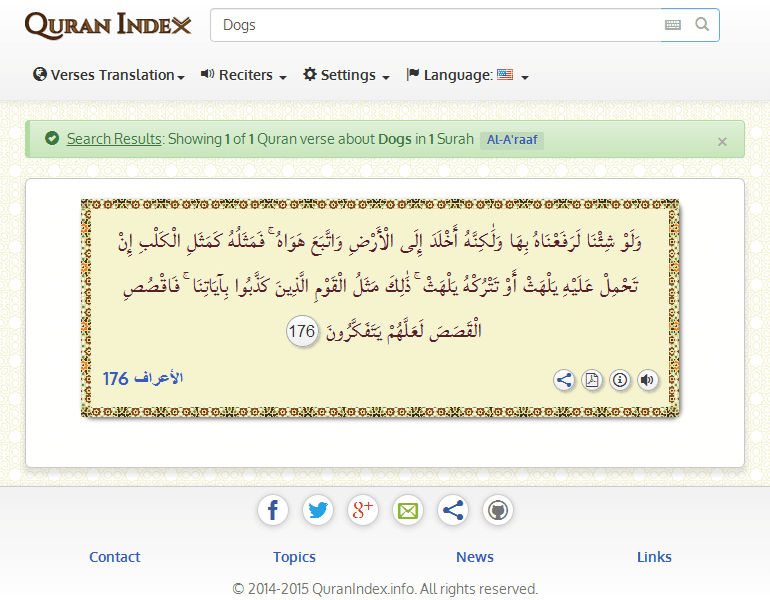 QURAN INDEX
Dogs
Verses Translation Reciters Settings Language:
Search Results: Showing 1 of 1 Quran verse about Dogs in 1 Surah Al-A'raaf ×
وَلَوْ شِئْنَا لَرَفَعْنَاهُ بِهَا وَلَٰكِنَّهُ أَخْلَدَ إِلَى الْأَرْضِ وَاتَّبَعَ هَوَاهُ ۚ فَمَثَلُهُ كَمَثَلِ الْكَلْبِ إِنْ
تَحْمِلْ عَلَيْهِ يَلْهَثْ أَوْ تَتْرُكْهُ يَلْهَثْ ۚ ذَٰلِكَ مَثَلُ الْقَوْمِ الَّذِينَ كَذَّبُوا بِآيَاتِنَا ۚ فَاقْصُصِ
الْقَصَصَ لَعَلَّهُمْ يَتَفَكَّرُونَ 176
الأعراف 176
Contact Topics News Links
© 2014-2015 QuranIndex.info. All rights reserved.